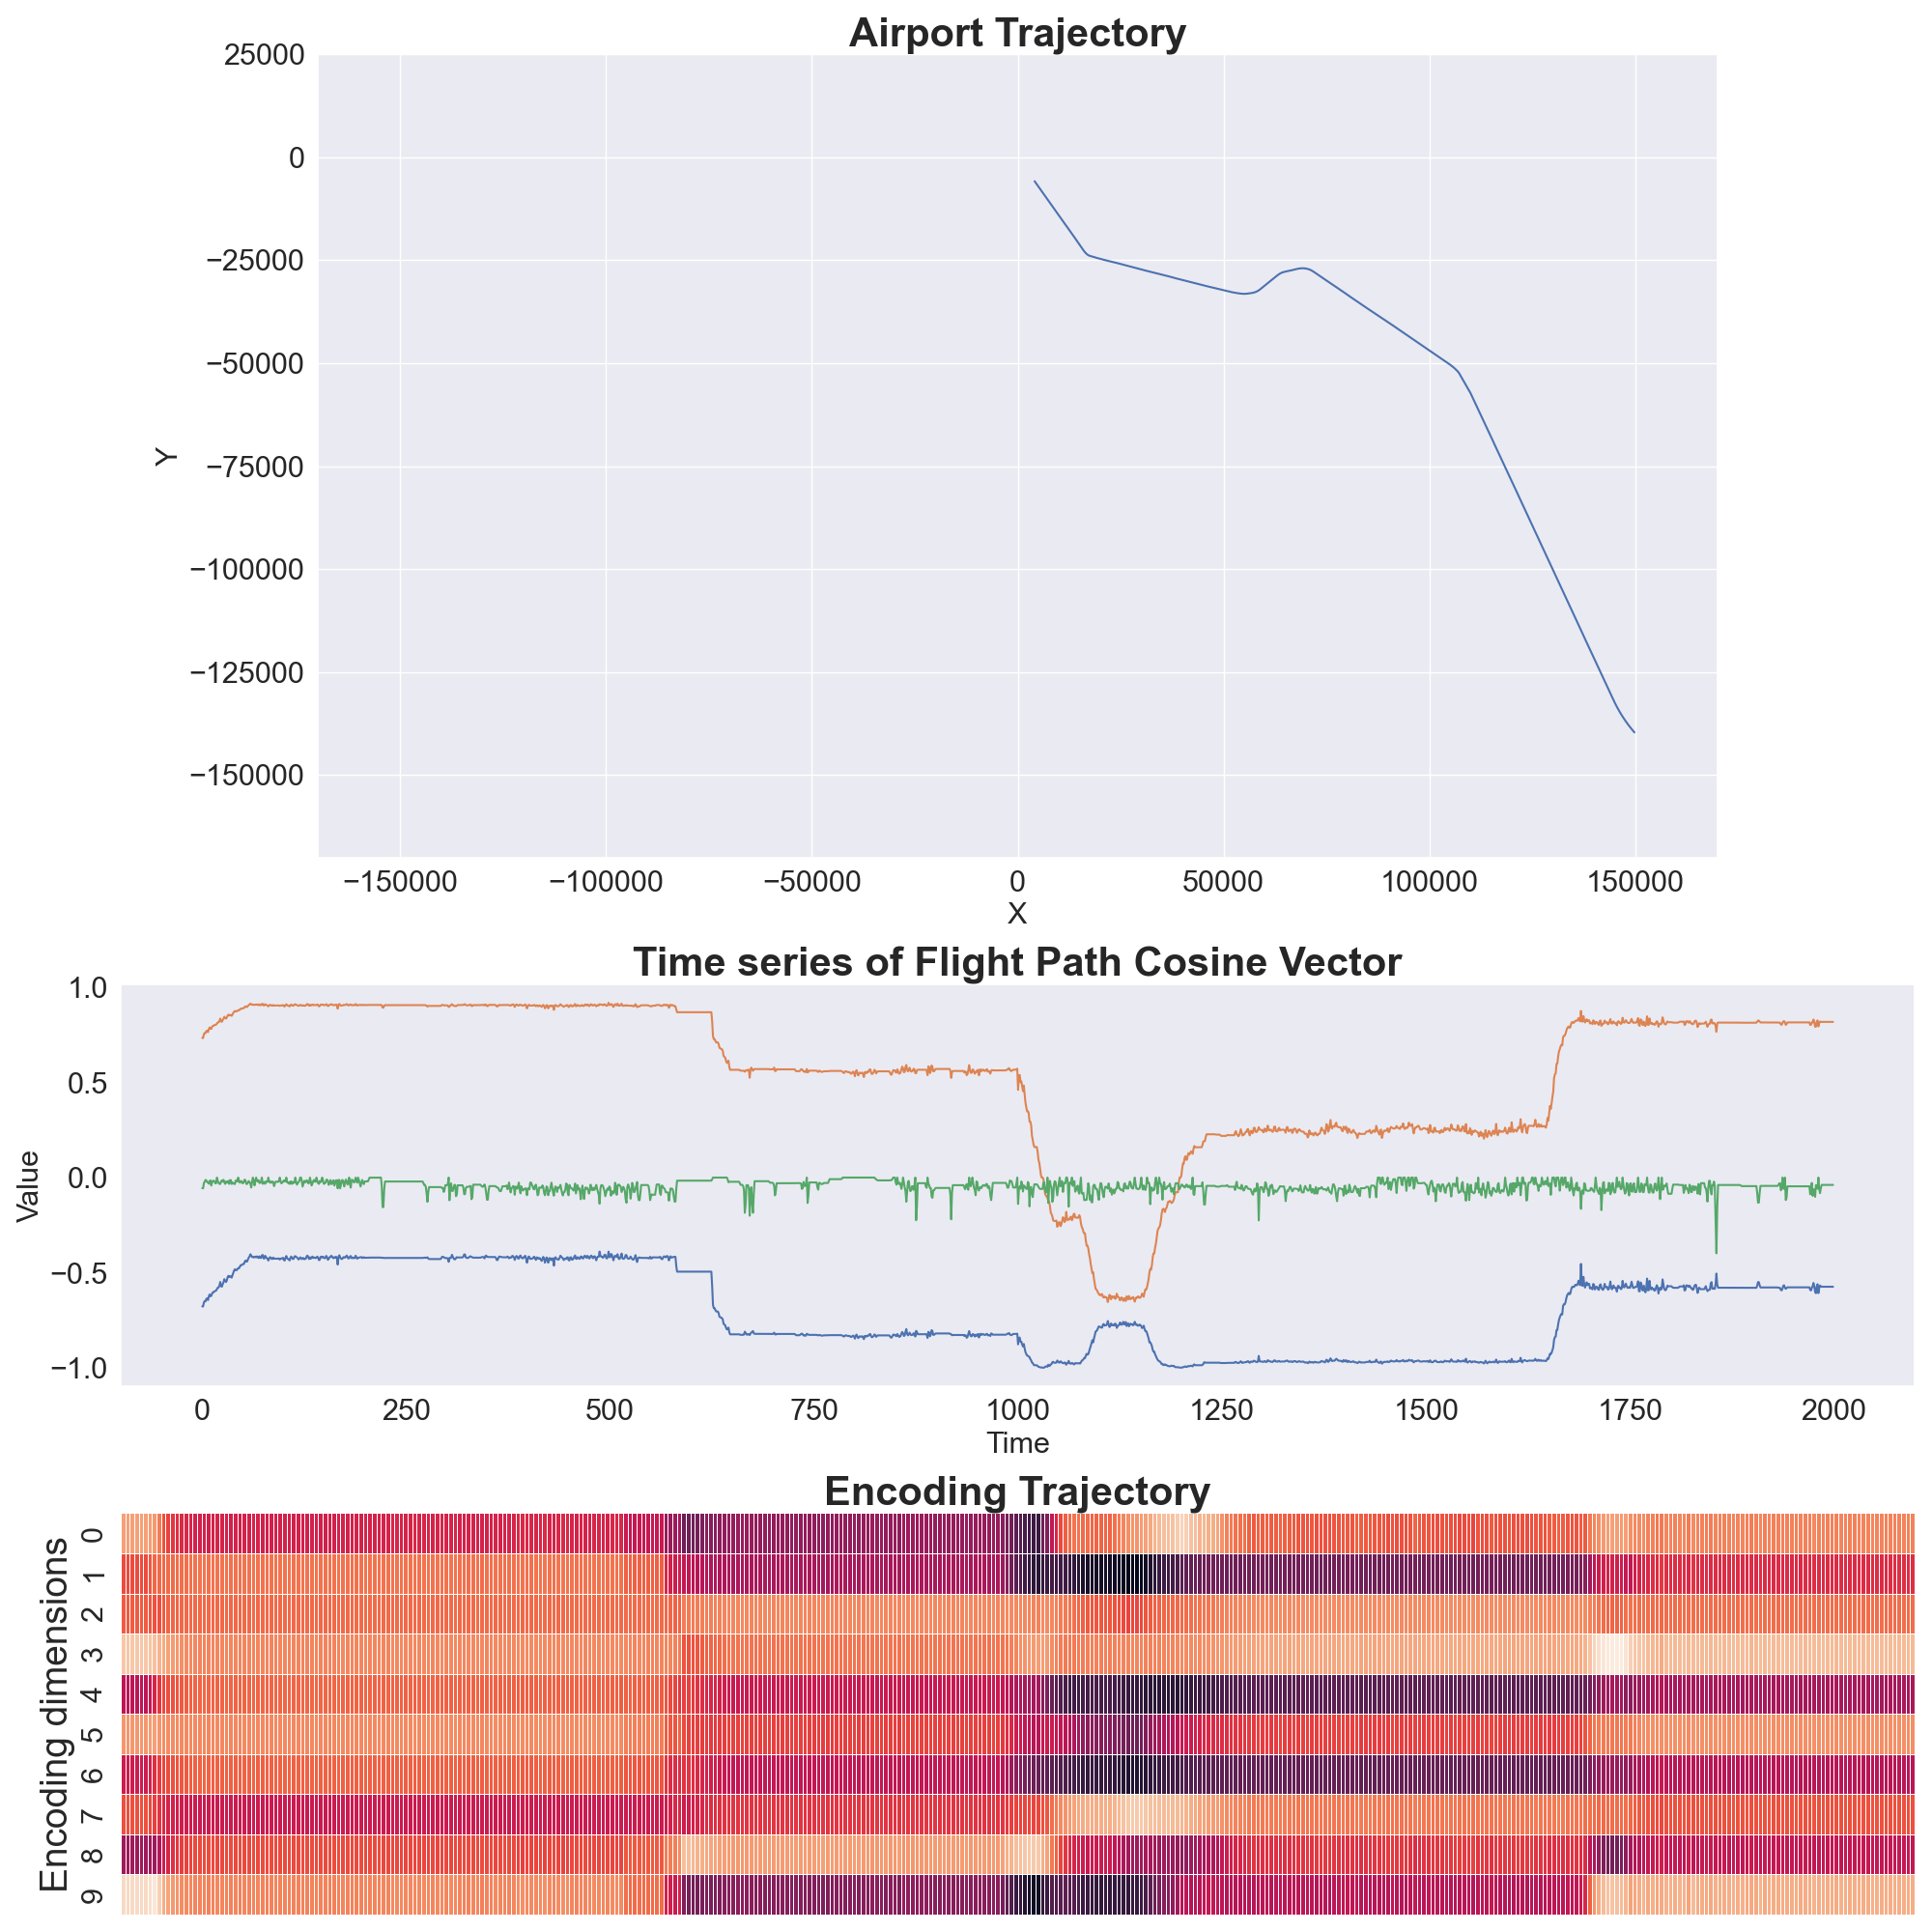 Airport Trajectory
25000
0
−25000
−50000
−75000
−100000
−125000
−150000
Y
−150000 −100000 −50000 0 50000 100000 150000
X
Time series of Flight Path Cosine Vector
1.0
0.5
0.0
−0.5
−1.0
Value
0 250 500 750 1000 1250 1500 1750 2000
Time
Encoding Trajectory
Encoding dimensions
0
1
2
3
4
5
6
7
8
9